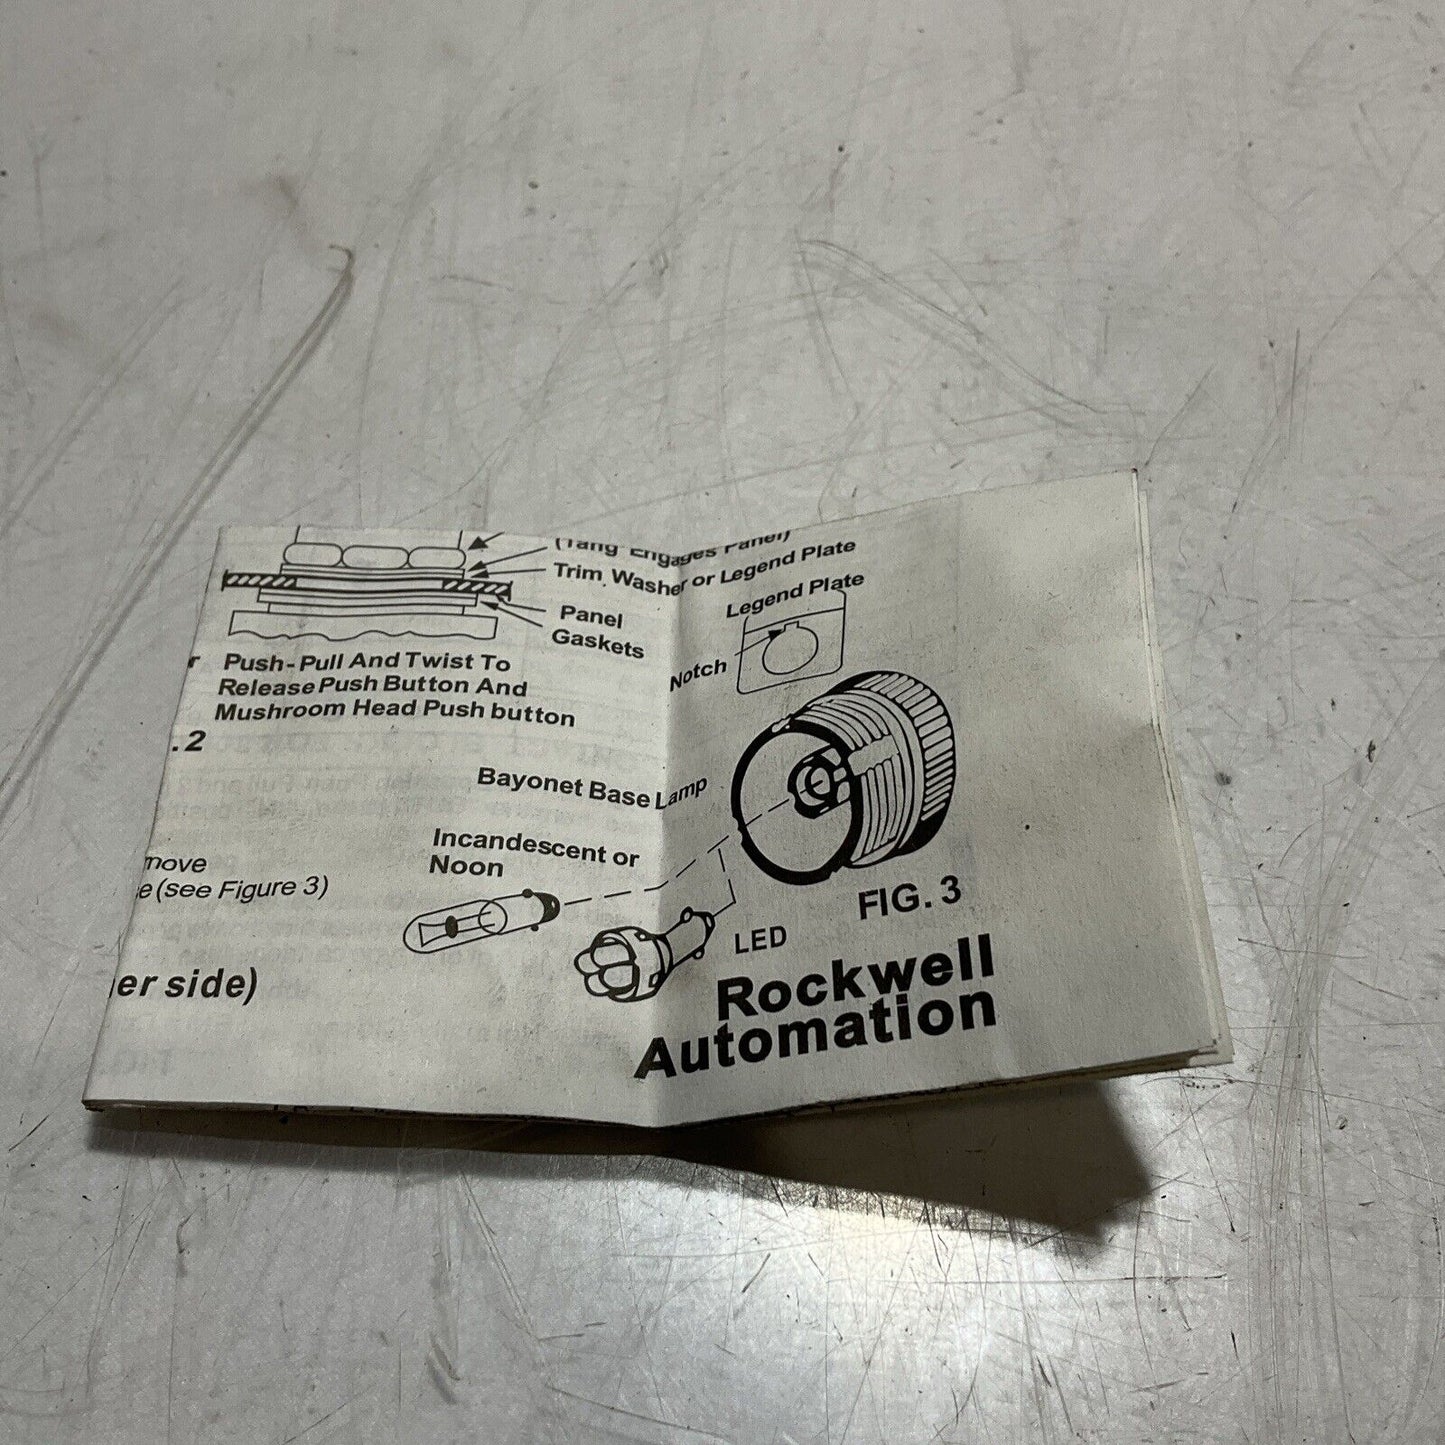 (Tang Engages Panel)
Trim Washer or Legend Plate
Legend Plate
Panel
Gaskets
Notch
r Push-Pull And Twist To
Release Push Button And
Mushroom Head Push button
.2
Bayonet Base Lamp
Incandescent or
Noon
move
e (see Figure 3)
FIG. 3
LED
er side)
Rockwell
Automation